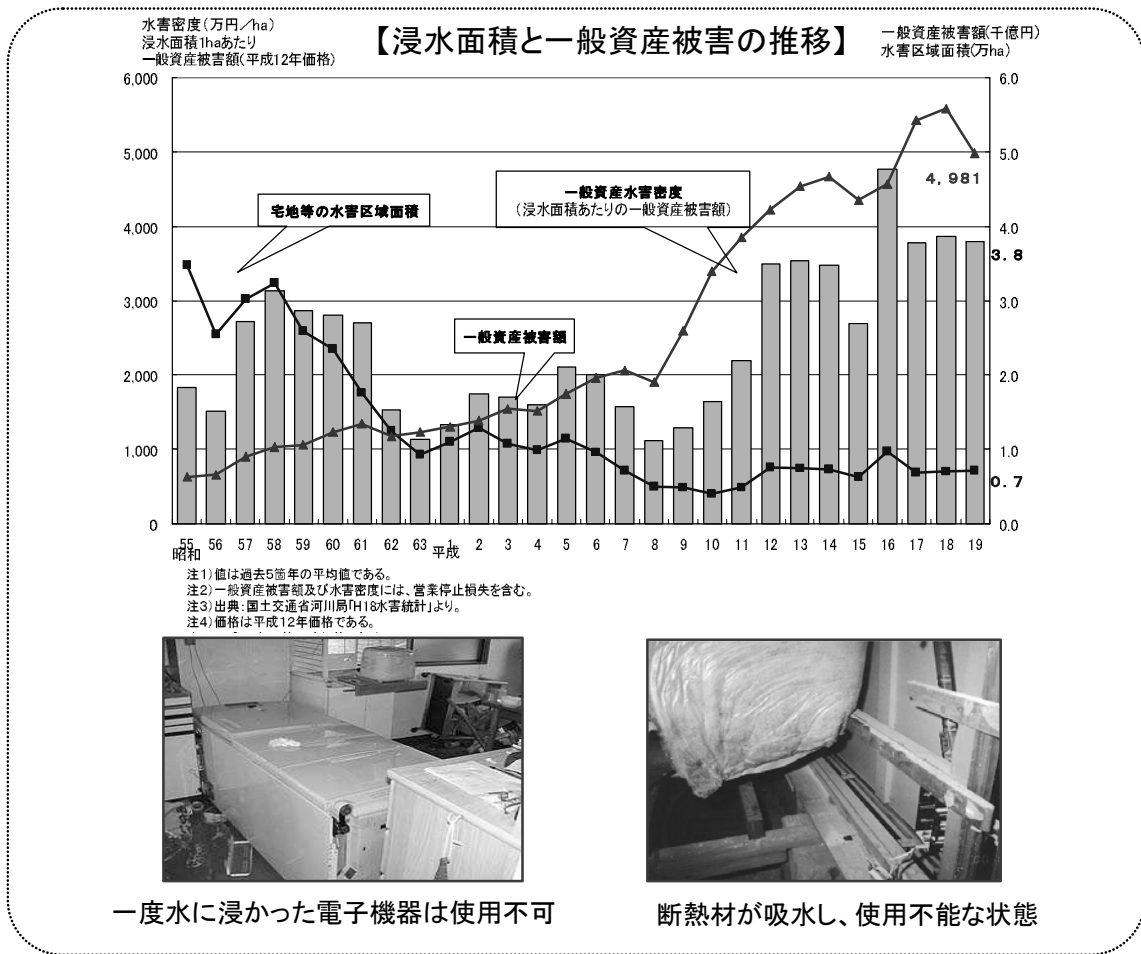 水害密度(万円/ha)
浸水面積1haあたり
一般資産被害額(平成12年価格)
【浸水面積と一般資産被害の推移】
一般資産被害額(千億円)
水害区域面積(万ha)
6,000
5,000
4,000
3,000
2,000
1,000
0
6.0
5.0
4.0
3.0
2.0
1.0
0.0
宅地等の水害区域面積
一般資産水害密度
(浸水面積あたりの一般資産被害額)
一般資産被害額
4,981
3.8
0.7
55 56 57 58 59 60 61 62 63 1 2 3 4 5 6 7 8 9 10 11 12 13 14 15 16 17 18 19
昭和 平成
注1)値は過去5箇年の平均値である。
注2)一般資産被害額及び水害密度には、営業停止損失を含む。
注3)出典:国土交通省河川局「H18水害統計」より。
注4)価格は平成12年価格である。
一度水に浸かった電子機器は使用不可
断熱材が吸水し、使用不能な状態